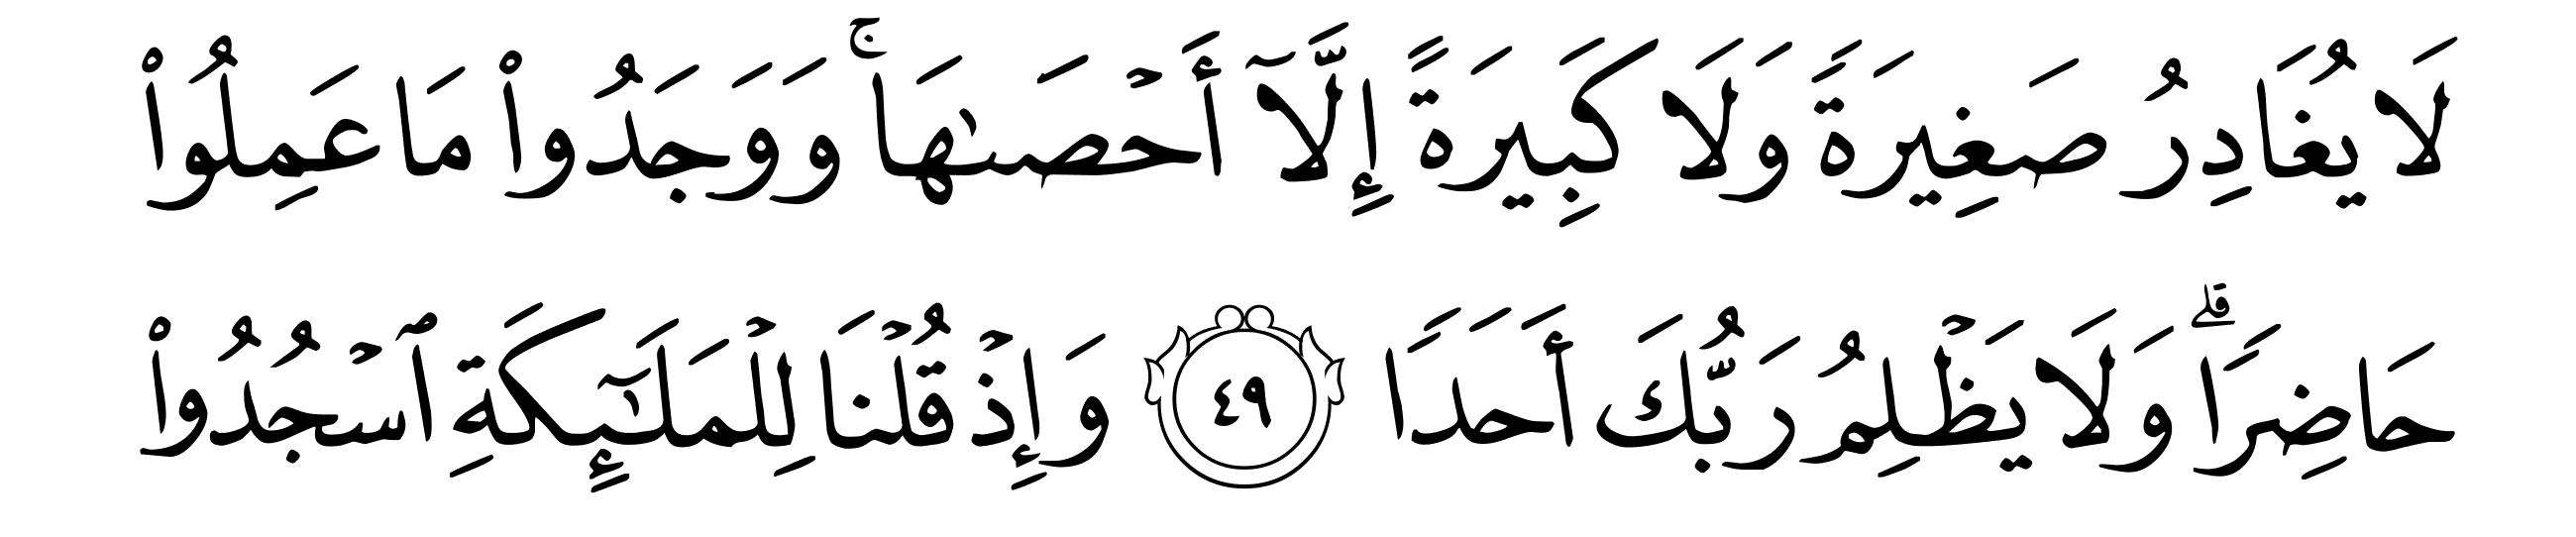 لَا يُغَادِرُ صَغِيرَةً وَلَا كَبِيرَةً إِلَّآ أَحْصَىٰهَا ۚ وَوَجَدُوا۟ مَا عَمِلُوا۟
حَاضِرًا ۗ وَلَا يَظْلِمُ رَبُّكَ أَحَدًا ٤٩ وَإِذْ قُلْنَا لِلْمَلَـٰٓئِكَةِ ٱسْجُدُوا۟